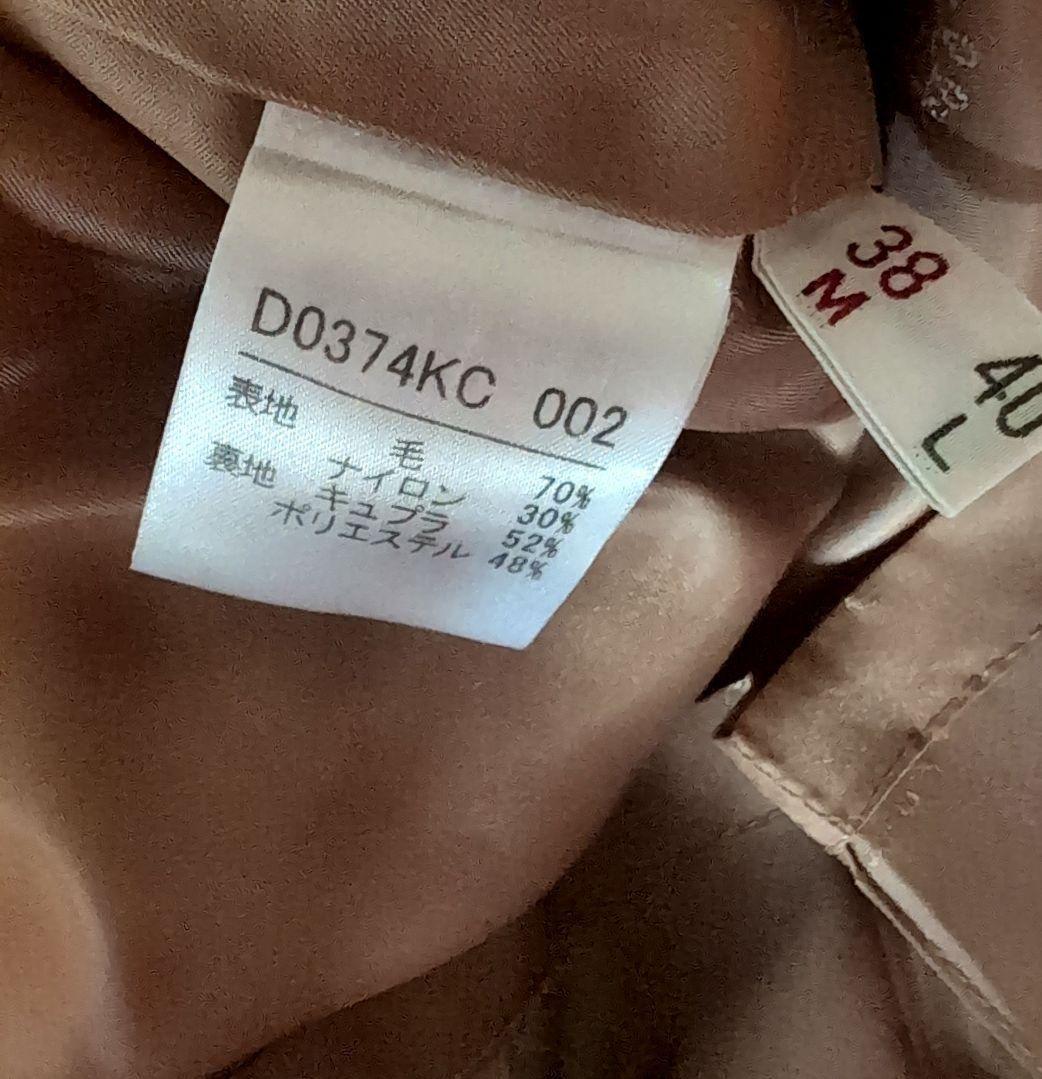 D0374KC 002
表地 毛 70%
ナイロン 30%
裏地 キュプラ 52%
ポリエステル 48%
38
M
40
L